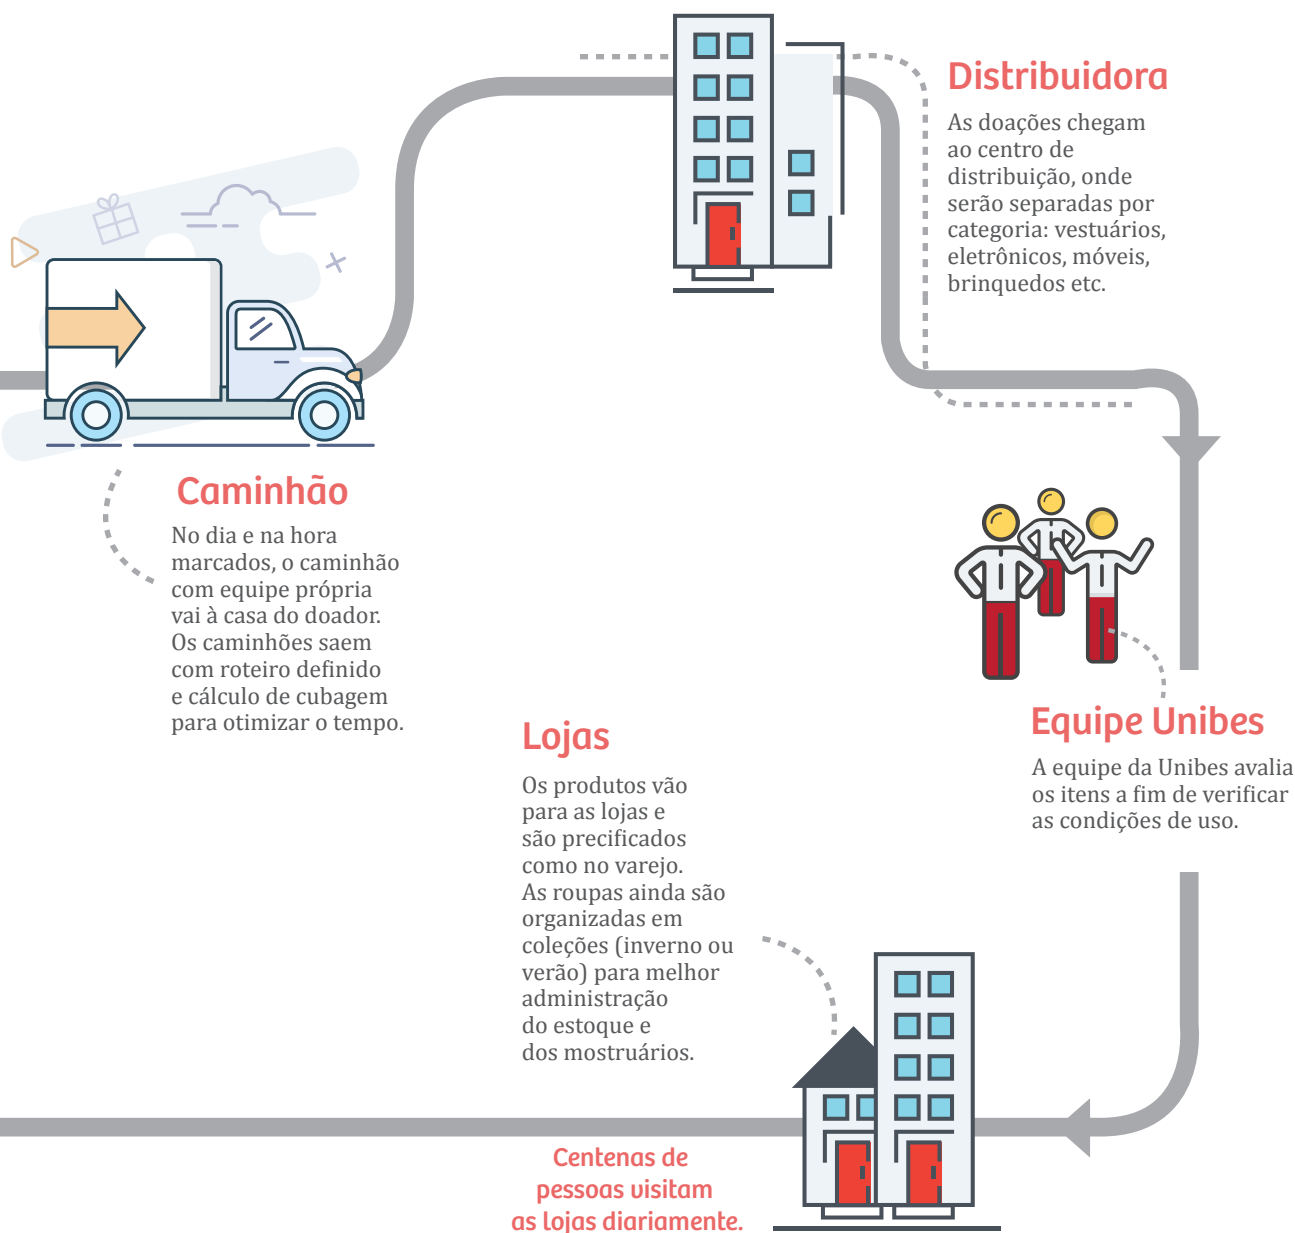 Caminhão
No dia e na hora
marcados, o caminhão
com equipe própria
vai à casa do doador.
Os caminhões saem
com roteiro definido
e cálculo de cubagem
para otimizar o tempo.
Distribuidora
As doações chegam
ao centro de
distribuição, onde
serão separadas por
categoria: vestuários,
eletrônicos, móveis,
brinquedos etc.
Equipe Unibes
A equipe da Unibes avalia
os itens a fim de verificar
as condições de uso.
Lojas
Os produtos vão
para as lojas e
são precificados
como no varejo.
As roupas ainda são
organizadas em
coleções (inverno ou
verão) para melhor
administração
do estoque e
dos mostruários.
Centenas de
pessoas visitam
as lojas diariamente.